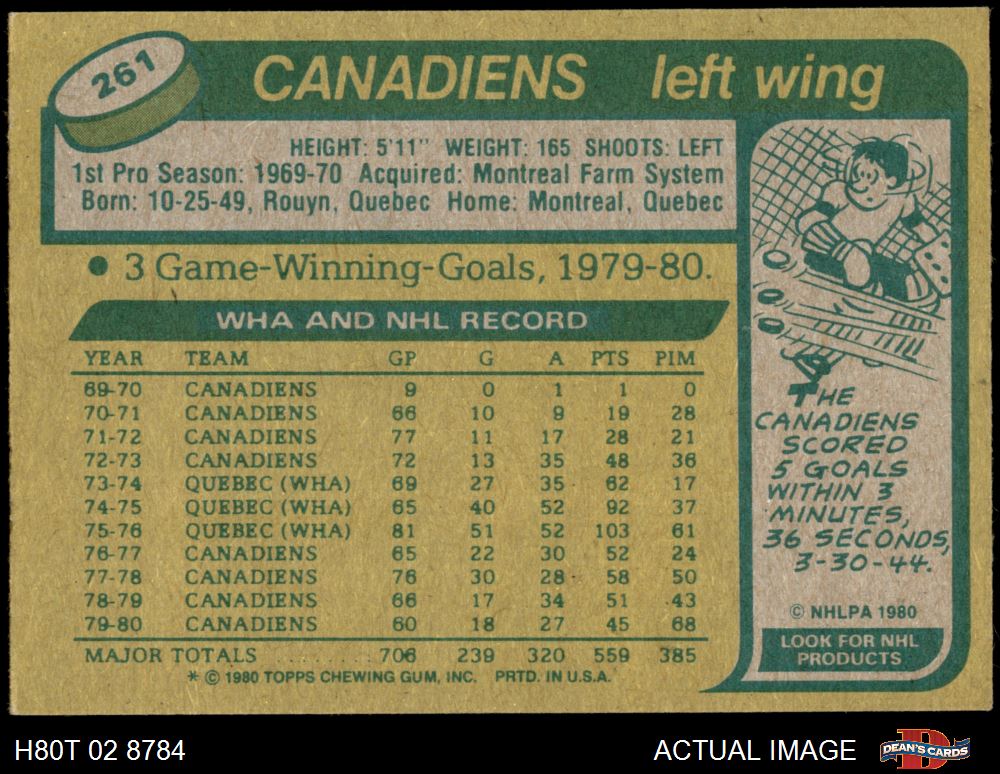 261
CANADIENS left wing
HEIGHT: 5'11" WEIGHT: 165 SHOOTS: LEFT
1st Pro Season: 1969-70 Acquired: Montreal Farm System
Born: 10-25-49, Rouyn, Quebec Home: Montreal, Quebec
• 3 Game-Winning-Goals, 1979-80.
WHA AND NHL RECORD
YEAR TEAM GP G A PTS PIM
69-70 CANADIENS 9 0 1 1 0
70-71 CANADIENS 66 10 9 19 28
71-72 CANADIENS 77 11 17 28 21
72-73 CANADIENS 72 13 35 48 36
73-74 QUEBEC (WHA) 69 27 35 62 17
74-75 QUEBEC (WHA) 65 40 52 92 37
75-76 QUEBEC (WHA) 81 51 52 103 61
76-77 CANADIENS 65 22 30 52 24
77-78 CANADIENS 76 30 28 58 50
78-79 CANADIENS 66 17 34 51 43
79-80 CANADIENS 60 18 27 45 68
MAJOR TOTALS ........... 706 239 320 559 385
* © 1980 TOPPS CHEWING GUM, INC. PRTD. IN U.S.A.
THE
CANADIENS
SCORED
5 GOALS
WITHIN 3
MINUTES,
36 SECONDS,
3-30-44.
© NHLPA 1980
LOOK FOR NHL
PRODUCTS
H80T 02 8784
ACTUAL IMAGE
D
DEAN'S CARDS